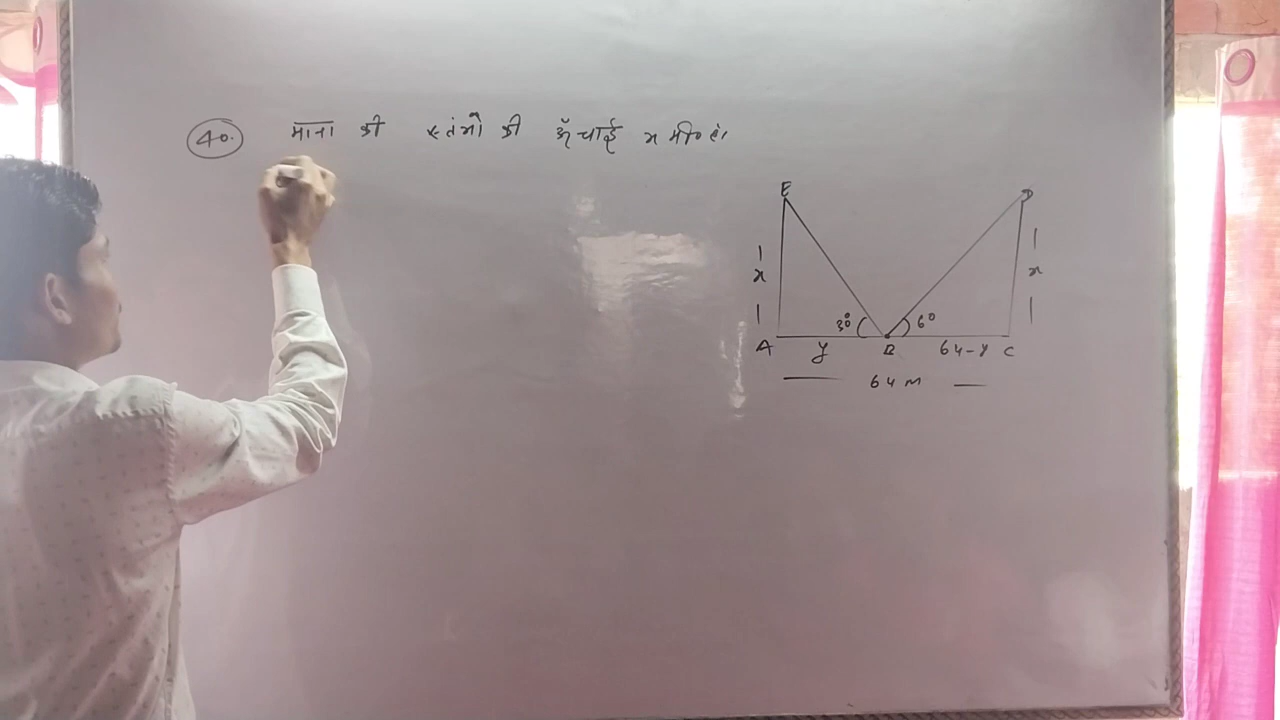 40. माना की स्तंभों की ऊँचाई x मी० है।
E D
x x
30° 60
A y B 64-y C
64 m